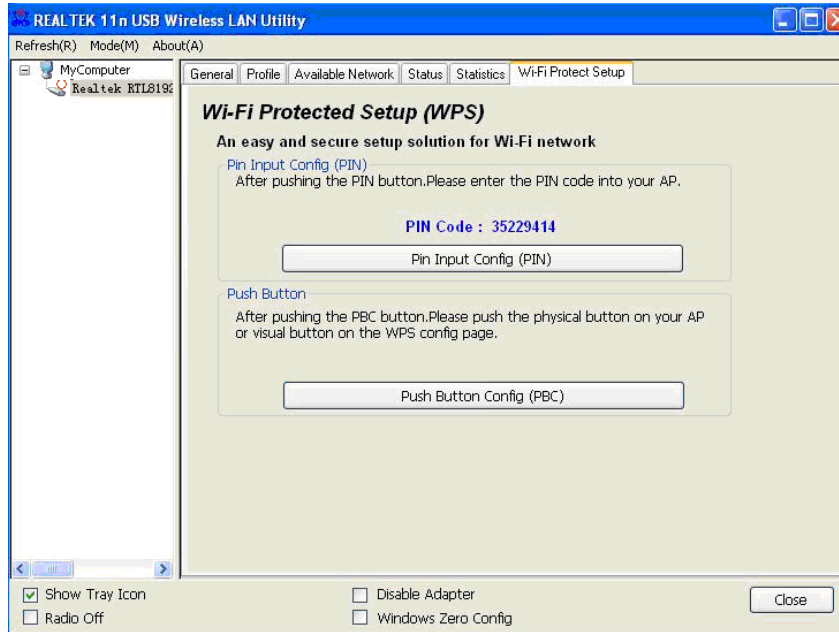 REALTEK 11n USB Wireless LAN Utility
Refresh(R) Mode(M) About(A)
MyComputer
Realtek RTL8192
General Profile Available Network Status Statistics Wi-Fi Protect Setup
Wi-Fi Protected Setup (WPS)
An easy and secure setup solution for Wi-Fi network
Pin Input Config (PIN)
After pushing the PIN button.Please enter the PIN code into your AP.
PIN Code : 35229414
Pin Input Config (PIN)
Push Button
After pushing the PBC button.Please push the physical button on your AP
or visual button on the WPS config page.
Push Button Config (PBC)
Show Tray Icon
Disable Adapter
Close
Radio Off
Windows Zero Config